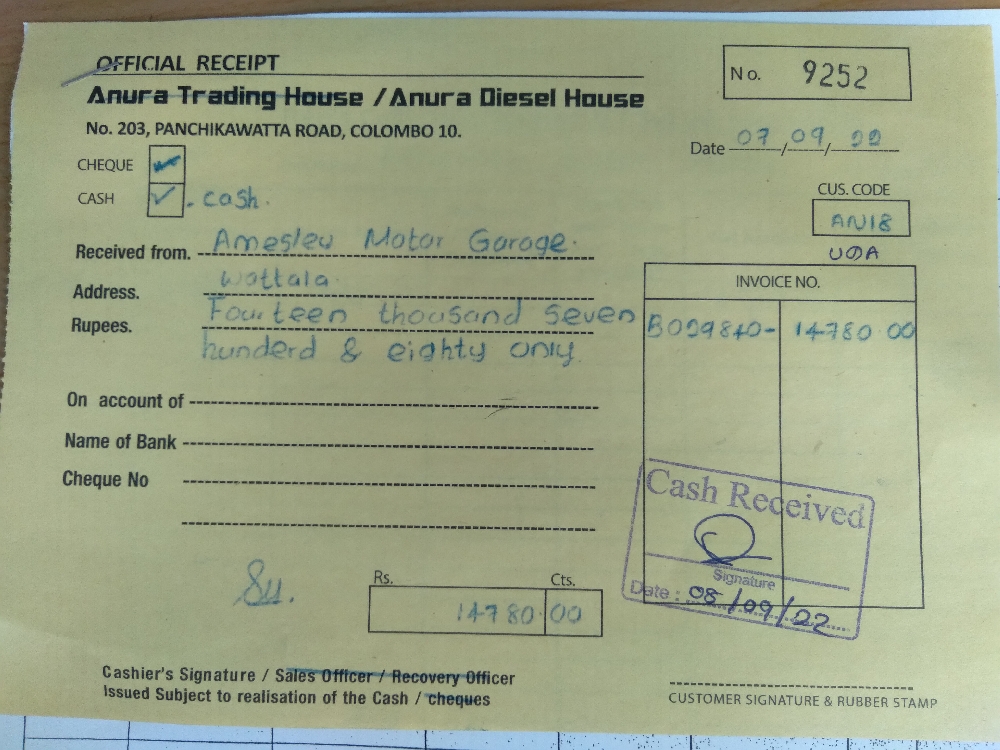 OFFICIAL RECEIPT
No. 9252
Anura Trading House / Anura Diesel House
No. 203, PANCHIKAWATTA ROAD, COLOMBO 10.
Date 07/09/22
CHEQUE
CASH . cash.
CUS. CODE
AN18
UDA
Received from. Amesley Motor Garage.
Address. Wattala.
Rupees. Fourteen thousand seven
hunderd & eighty only.
INVOICE NO.
B099840- 14780 00
On account of
Name of Bank
Cheque No
Cash Received
Signature
Date : 08/09/22
Rs. Cts.
14780.00
Cashier's Signature / Sales Officer / Recovery Officer
Issued Subject to realisation of the Cash / cheques
CUSTOMER SIGNATURE & RUBBER STAMP